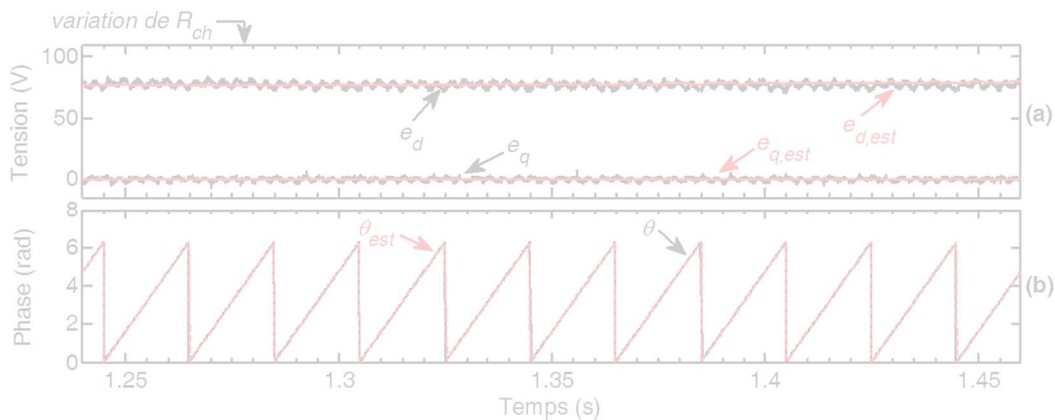 variation de R_ch
100
50
0
Tension (V)
e_d
e_q
e_q,est
e_d,est
(a)
8
6
4
2
0
Phase (rad)
θ_est
θ
(b)
1.25 1.3 1.35 1.4 1.45
Temps (s)